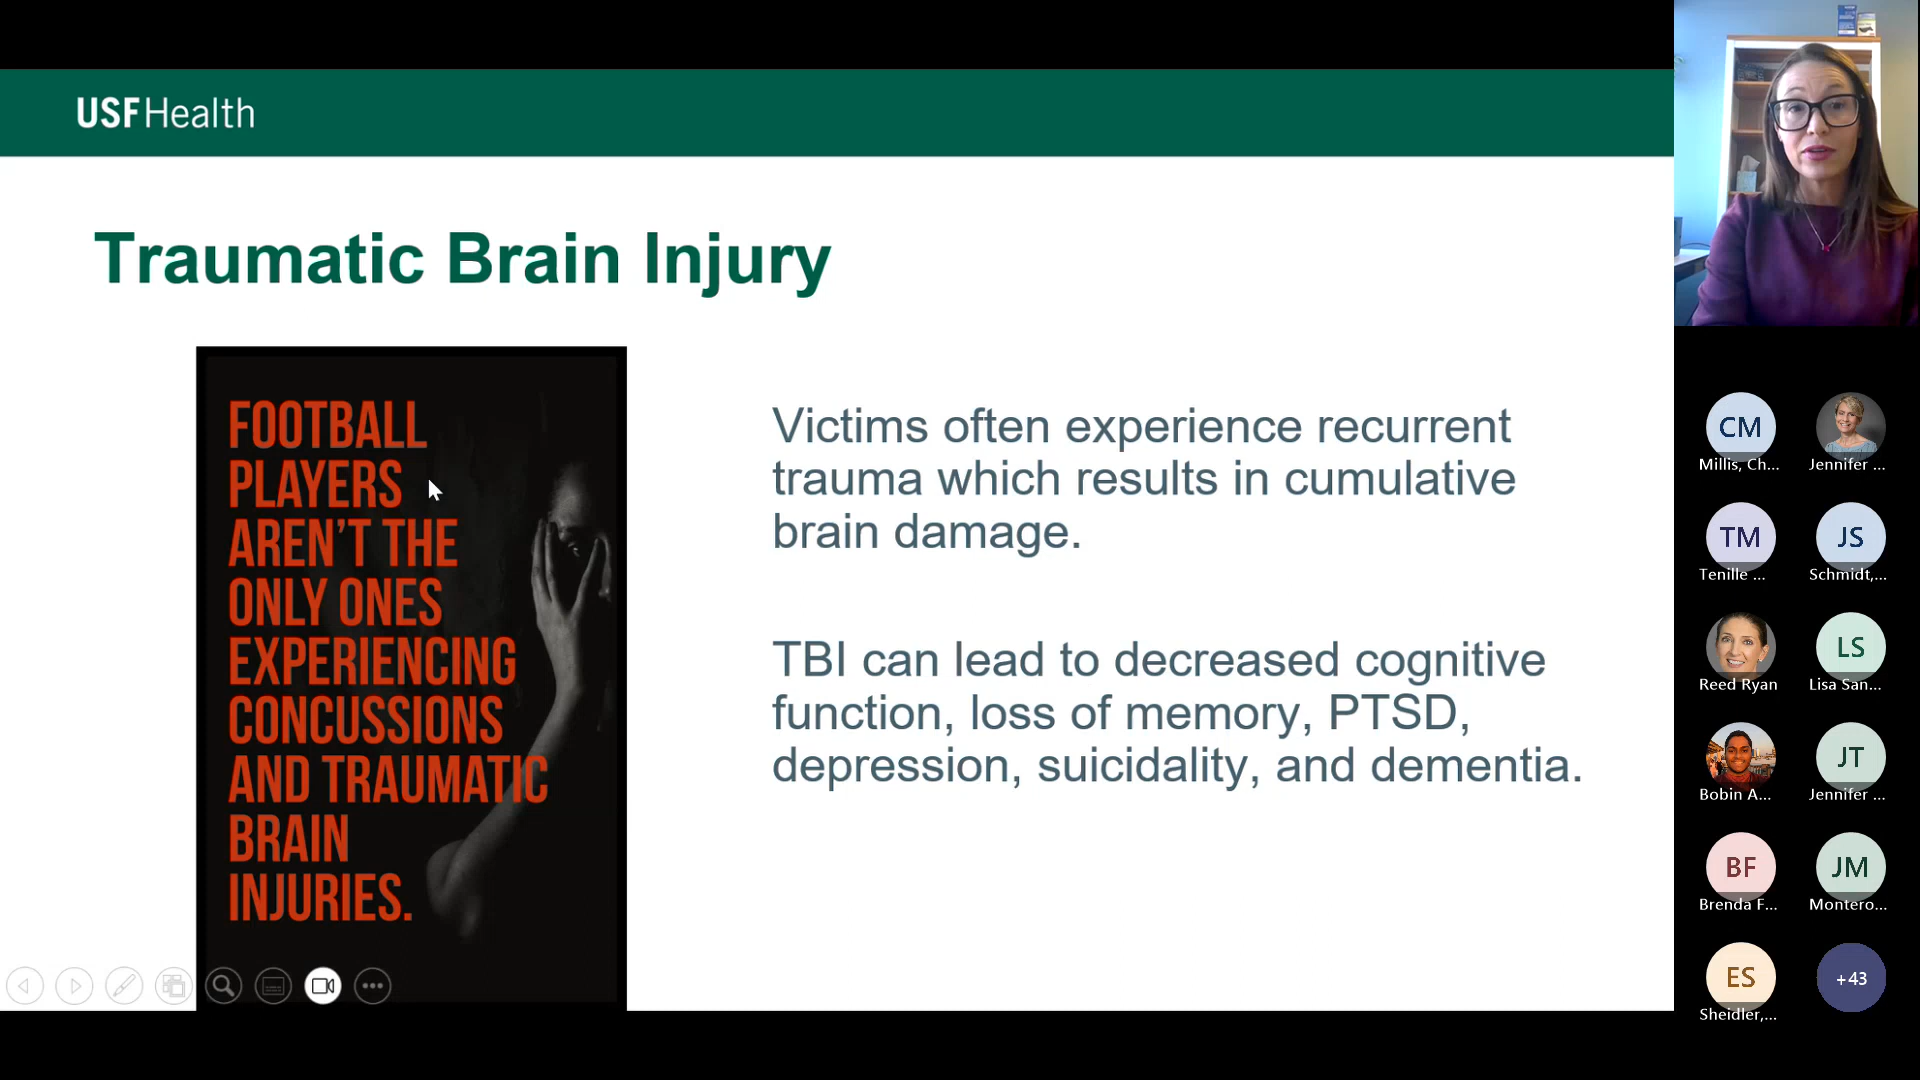 USF Health
Traumatic Brain Injury
FOOTBALL
PLAYERS
AREN'T THE
ONLY ONES
EXPERIENCING
CONCUSSIONS
AND TRAUMATIC
BRAIN
INJURIES.
Victims often experience recurrent
trauma which results in cumulative
brain damage.
TBI can lead to decreased cognitive
function, loss of memory, PTSD,
depression, suicidality, and dementia.
CM
Millis, Ch...
Jennifer ...
TM
Tenille ...
JS
Schmidt,...
Reed Ryan
LS
Lisa San...
Bobin A...
JT
Jennifer ...
BF
Brenda F...
JM
Montero...
ES
Sheidler,...
+43